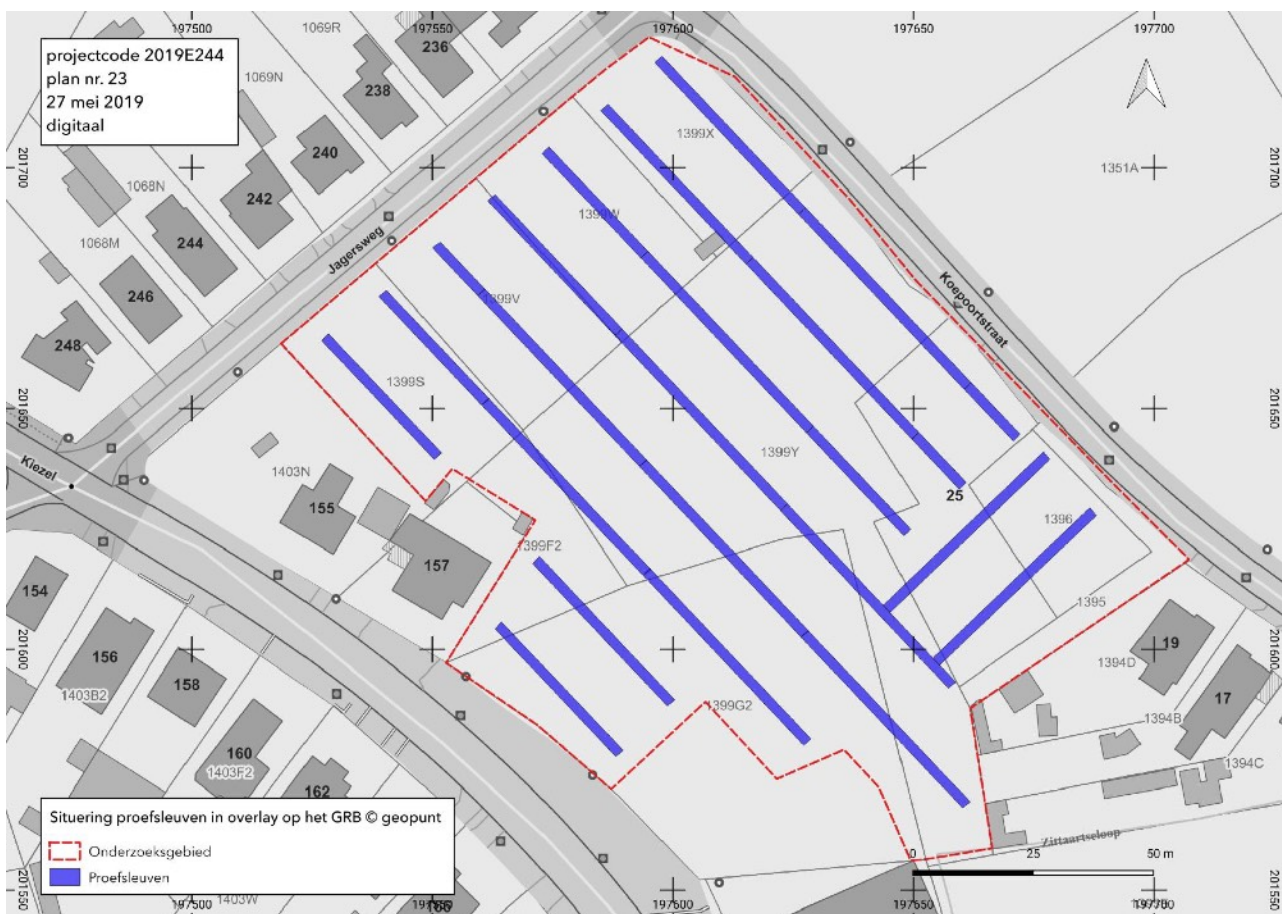 197500
197550
197600
197650
197700
projectcode 2019E244
plan nr. 23
27 mei 2019
digitaal
1069R
236
1069N
238
240
1068N
242
1068M
244
246
248
Jagersweg
201700
201700
1399X
1351A
1399W
1399V
Koepoortstraat
1399S
201650
201650
Kiezel
1403N
155
1399Y
25
1396
157
1399F2
154
156
158
1403B2
201600
201600
1395
19
1394D
17
1394B
1399G2
1394C
160
1403F2
162
Situering proefsleuven in overlay op het GRB © geopunt
Onderzoeksgebied
Proefsleuven
Zittaartseloop
0 25 50 m
1403W
166
201550
201550
197500
197550
197600
197650
197700